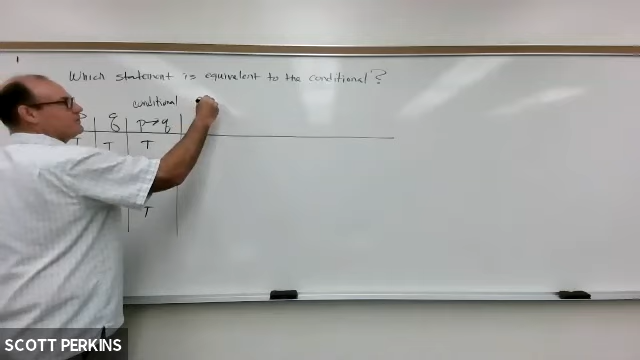 Which statement is equivalent to the conditional?
conditional
q p→q
T T T
T
SCOTT PERKINS